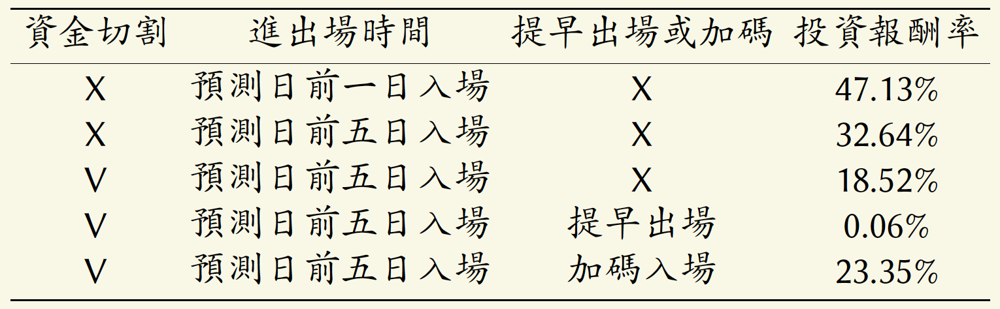 資金切割 進出場時間 提早出場或加碼 投資報酬率
X 預測日前一日入場 X 47.13%
X 預測日前五日入場 X 32.64%
V 預測日前五日入場 X 18.52%
V 預測日前五日入場 提早出場 0.06%
V 預測日前五日入場 加碼入場 23.35%